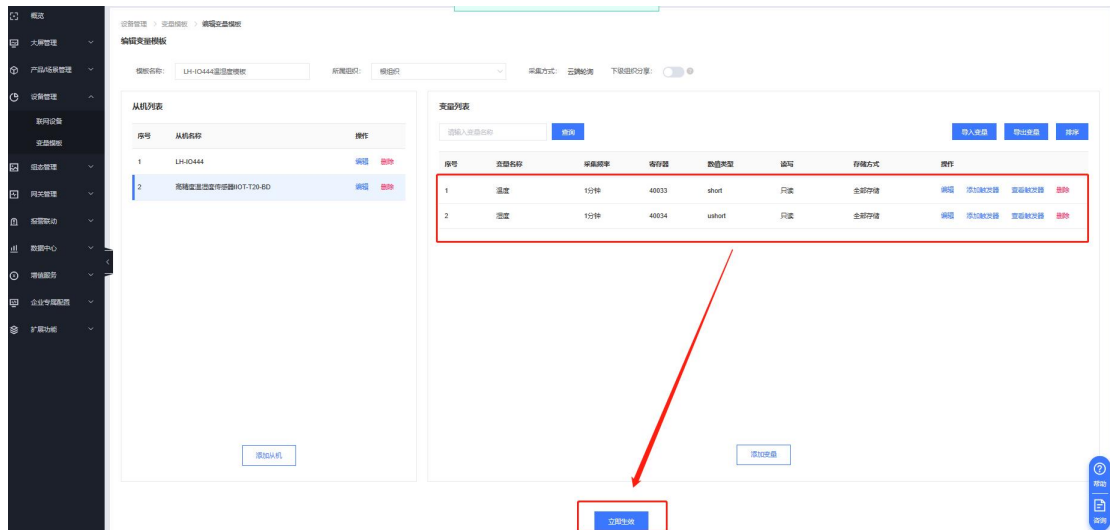 概览
大屏管理
产品/场景管理
设备管理
联网设备
变量模板
组态管理
网关管理
报警联动
数据中心
增值服务
企业专属配置
扩展功能
设备管理 > 变量模板 > 编辑变量模板
编辑变量模板
模板名称： LH-IO444温湿度模板 所属组织： 根组织 采集方式： 云端轮询 下级组织分享：
从机列表
序号 从机名称 操作
1 LH-IO444 编辑 删除
2 高精度温湿度传感器IIOT-T20-BD 编辑 删除
添加从机
变量列表
请输入变量名称 查询 导入变量 导出变量 排序
序号 变量名称 采集频率 寄存器 数值类型 读写 存储方式 操作
1 温度 1分钟 40033 short 只读 全部存储 编辑 添加触发器 查看触发器 删除
2 湿度 1分钟 40034 ushort 只读 全部存储 编辑 添加触发器 查看触发器 删除
添加变量
立即生效
帮助
咨询